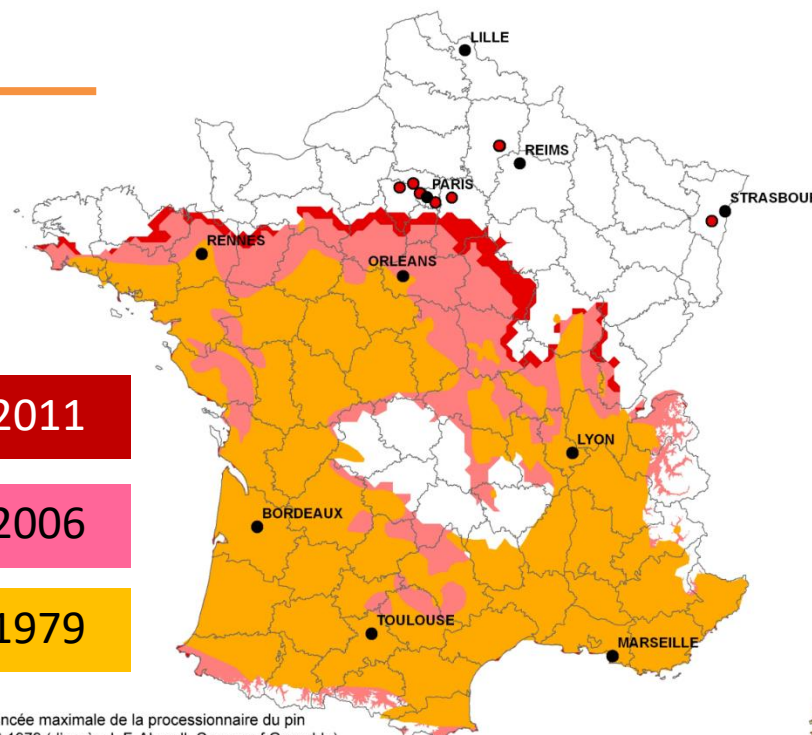 LILLE
REIMS
PARIS
STRASBOUR
RENNES
ORLEANS
2011
LYON
2006
BORDEAUX
1979
TOULOUSE
MARSEILLE
ncée maximale de la processionnaire du pin